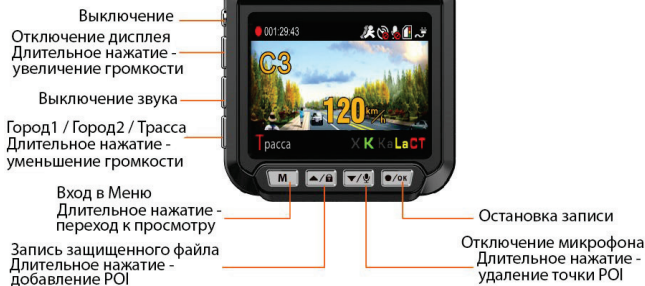 Выключение
Отключение дисплея
Длительное нажатие -
увеличение громкости
Выключение звука
Город1 / Город2 / Трасса
Длительное нажатие -
уменьшение громкости
001:29:43
C3
120 km/h
Трасса
X K Ka La CT
M
/OK
Вход в Меню
Длительное нажатие -
переход к просмотру
Запись защищенного файла
Длительное нажатие -
добавление POI
Остановка записи
Отключение микрофона
Длительное нажатие -
удаление точки POI